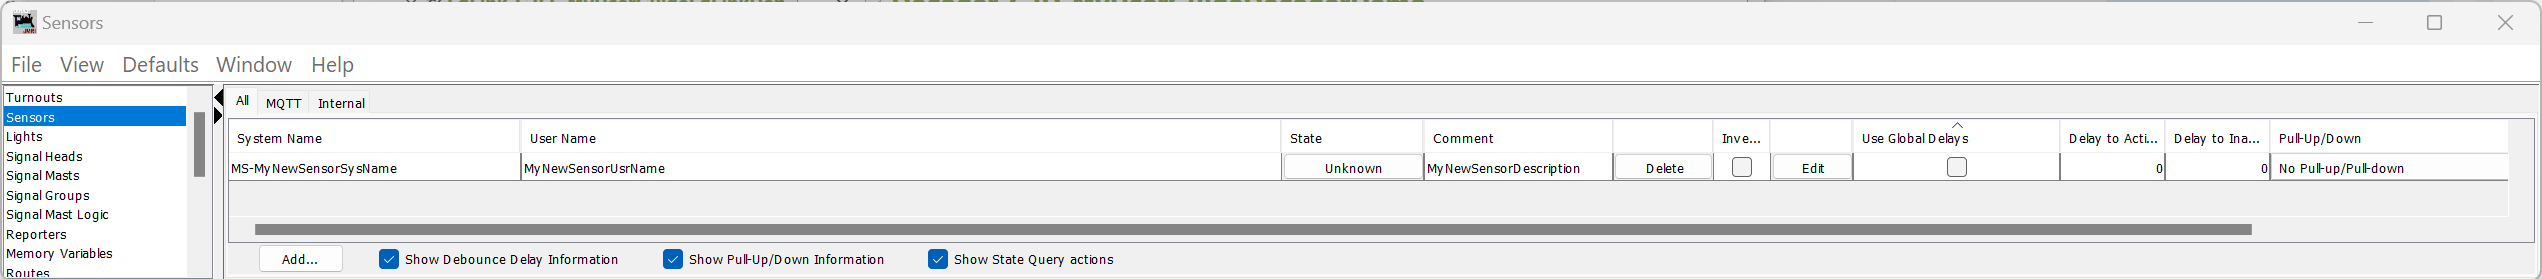 Sensors
File View Defaults Window Help
Turnouts
Sensors
Lights
Signal Heads
Signal Masts
Signal Groups
Signal Mast Logic
Reporters
Memory Variables
Routes
All MQTT Internal
System Name User Name State Comment Inve... Use Global Delays Delay to Acti... Delay to Ina... Pull-Up/Down
MS-MyNewSensorSysName MyNewSensorUsrName Unknown MyNewSensorDescription Delete Edit 0 0 No Pull-up/Pull-down
Add... Show Debounce Delay Information Show Pull-Up/Down Information Show State Query actions